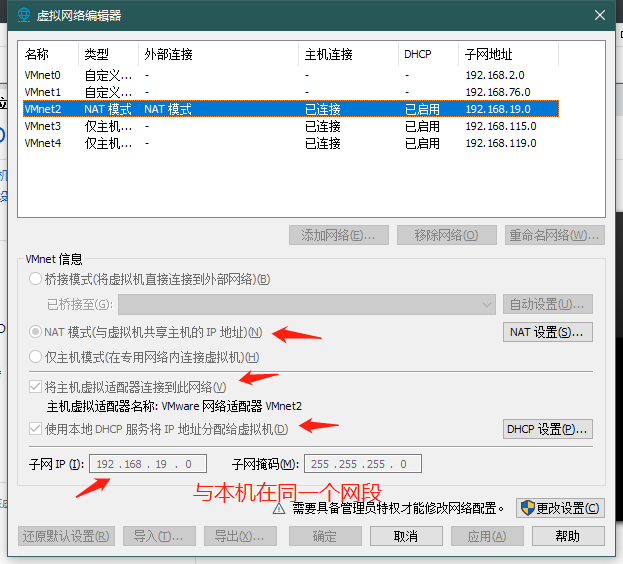 虚拟网络编辑器
名称 类型 外部连接 主机连接 DHCP 子网地址
VMnet0 自定义... - - - 192.168.2.0
VMnet1 自定义... - - - 192.168.76.0
VMnet2 NAT 模式 NAT 模式 已连接 已启用 192.168.19.0
VMnet3 仅主机... - 已连接 已启用 192.168.115.0
VMnet4 仅主机... - 已连接 已启用 192.168.119.0
添加网络(E)... 移除网络(O) 重命名网络(W)...
VMnet 信息
桥接模式(将虚拟机直接连接到外部网络)(B)
已桥接至(G): 自动设置(U)...
NAT 模式(与虚拟机共享主机的 IP 地址)(N) NAT 设置(S)...
仅主机模式(在专用网络内连接虚拟机)(H)
将主机虚拟适配器连接到此网络(V)
主机虚拟适配器名称: VMware 网络适配器 VMnet2
使用本地 DHCP 服务将 IP 地址分配给虚拟机(D) DHCP 设置(P)...
子网 IP (I): 192 . 168 . 19 . 0 子网掩码(M): 255 . 255 . 255 . 0
与本机在同一个网段
需要具备管理员特权才能修改网络配置。 更改设置(C)
还原默认设置(R) 导入(T)... 导出(X)... 确定 取消 应用(A) 帮助